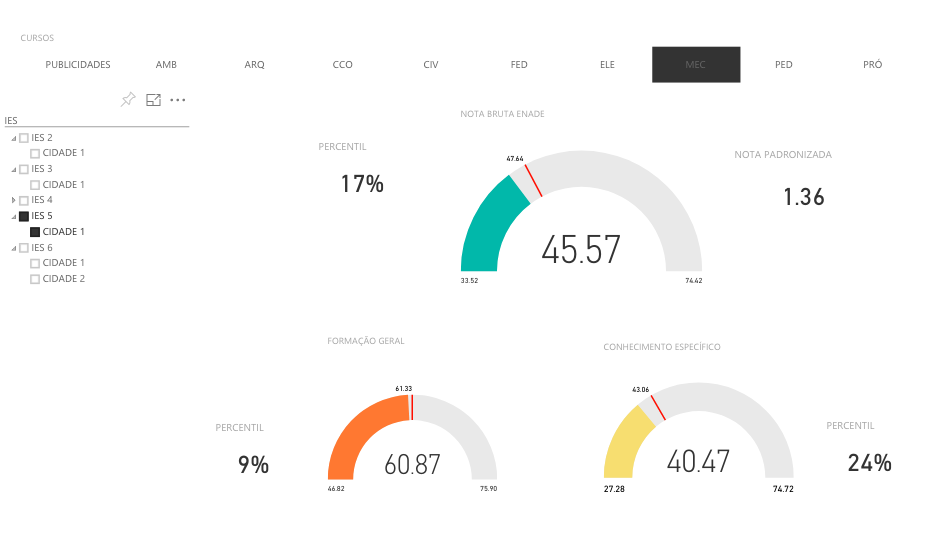 CURSOS
PUBLICIDADES AMB ARQ CCO CIV FED ELE MEC PED PRÓ
IES
IES 2
CIDADE 1
IES 3
CIDADE 1
IES 4
IES 5
CIDADE 1
IES 6
CIDADE 1
CIDADE 2
NOTA BRUTA ENADE
PERCENTIL
17%
47.64
45.57
33.52 74.42
NOTA PADRONIZADA
1.36
FORMAÇÃO GERAL
61.33
60.87
46.82 75.90
PERCENTIL
9%
CONHECIMENTO ESPECÍFICO
43.06
40.47
27.28 74.72
PERCENTIL
24%